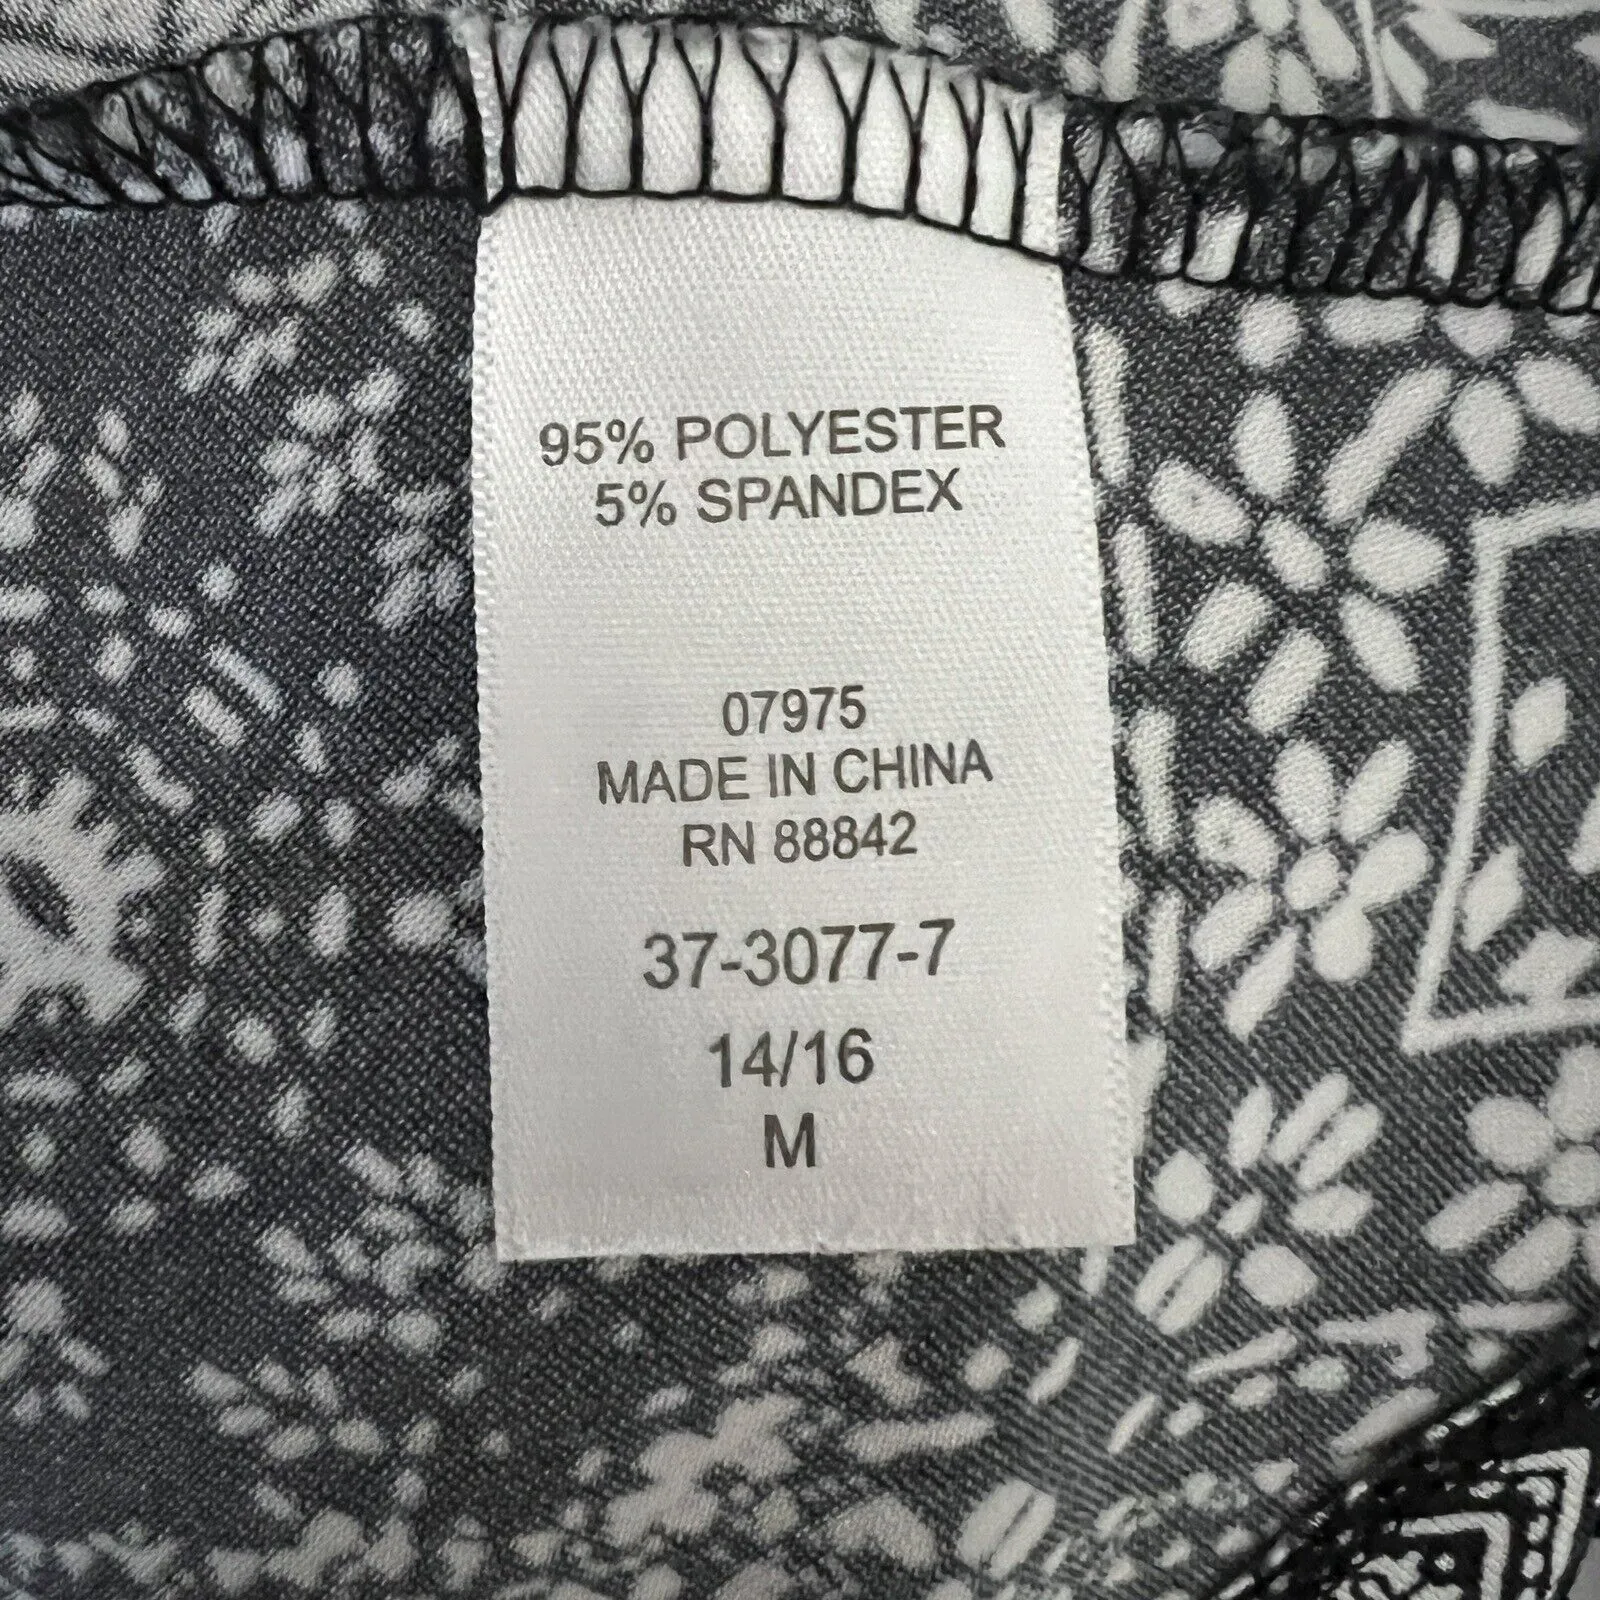 95% POLYESTER
5% SPANDEX
07975
MADE IN CHINA
RN 88842
37-3077-7
14/16
M